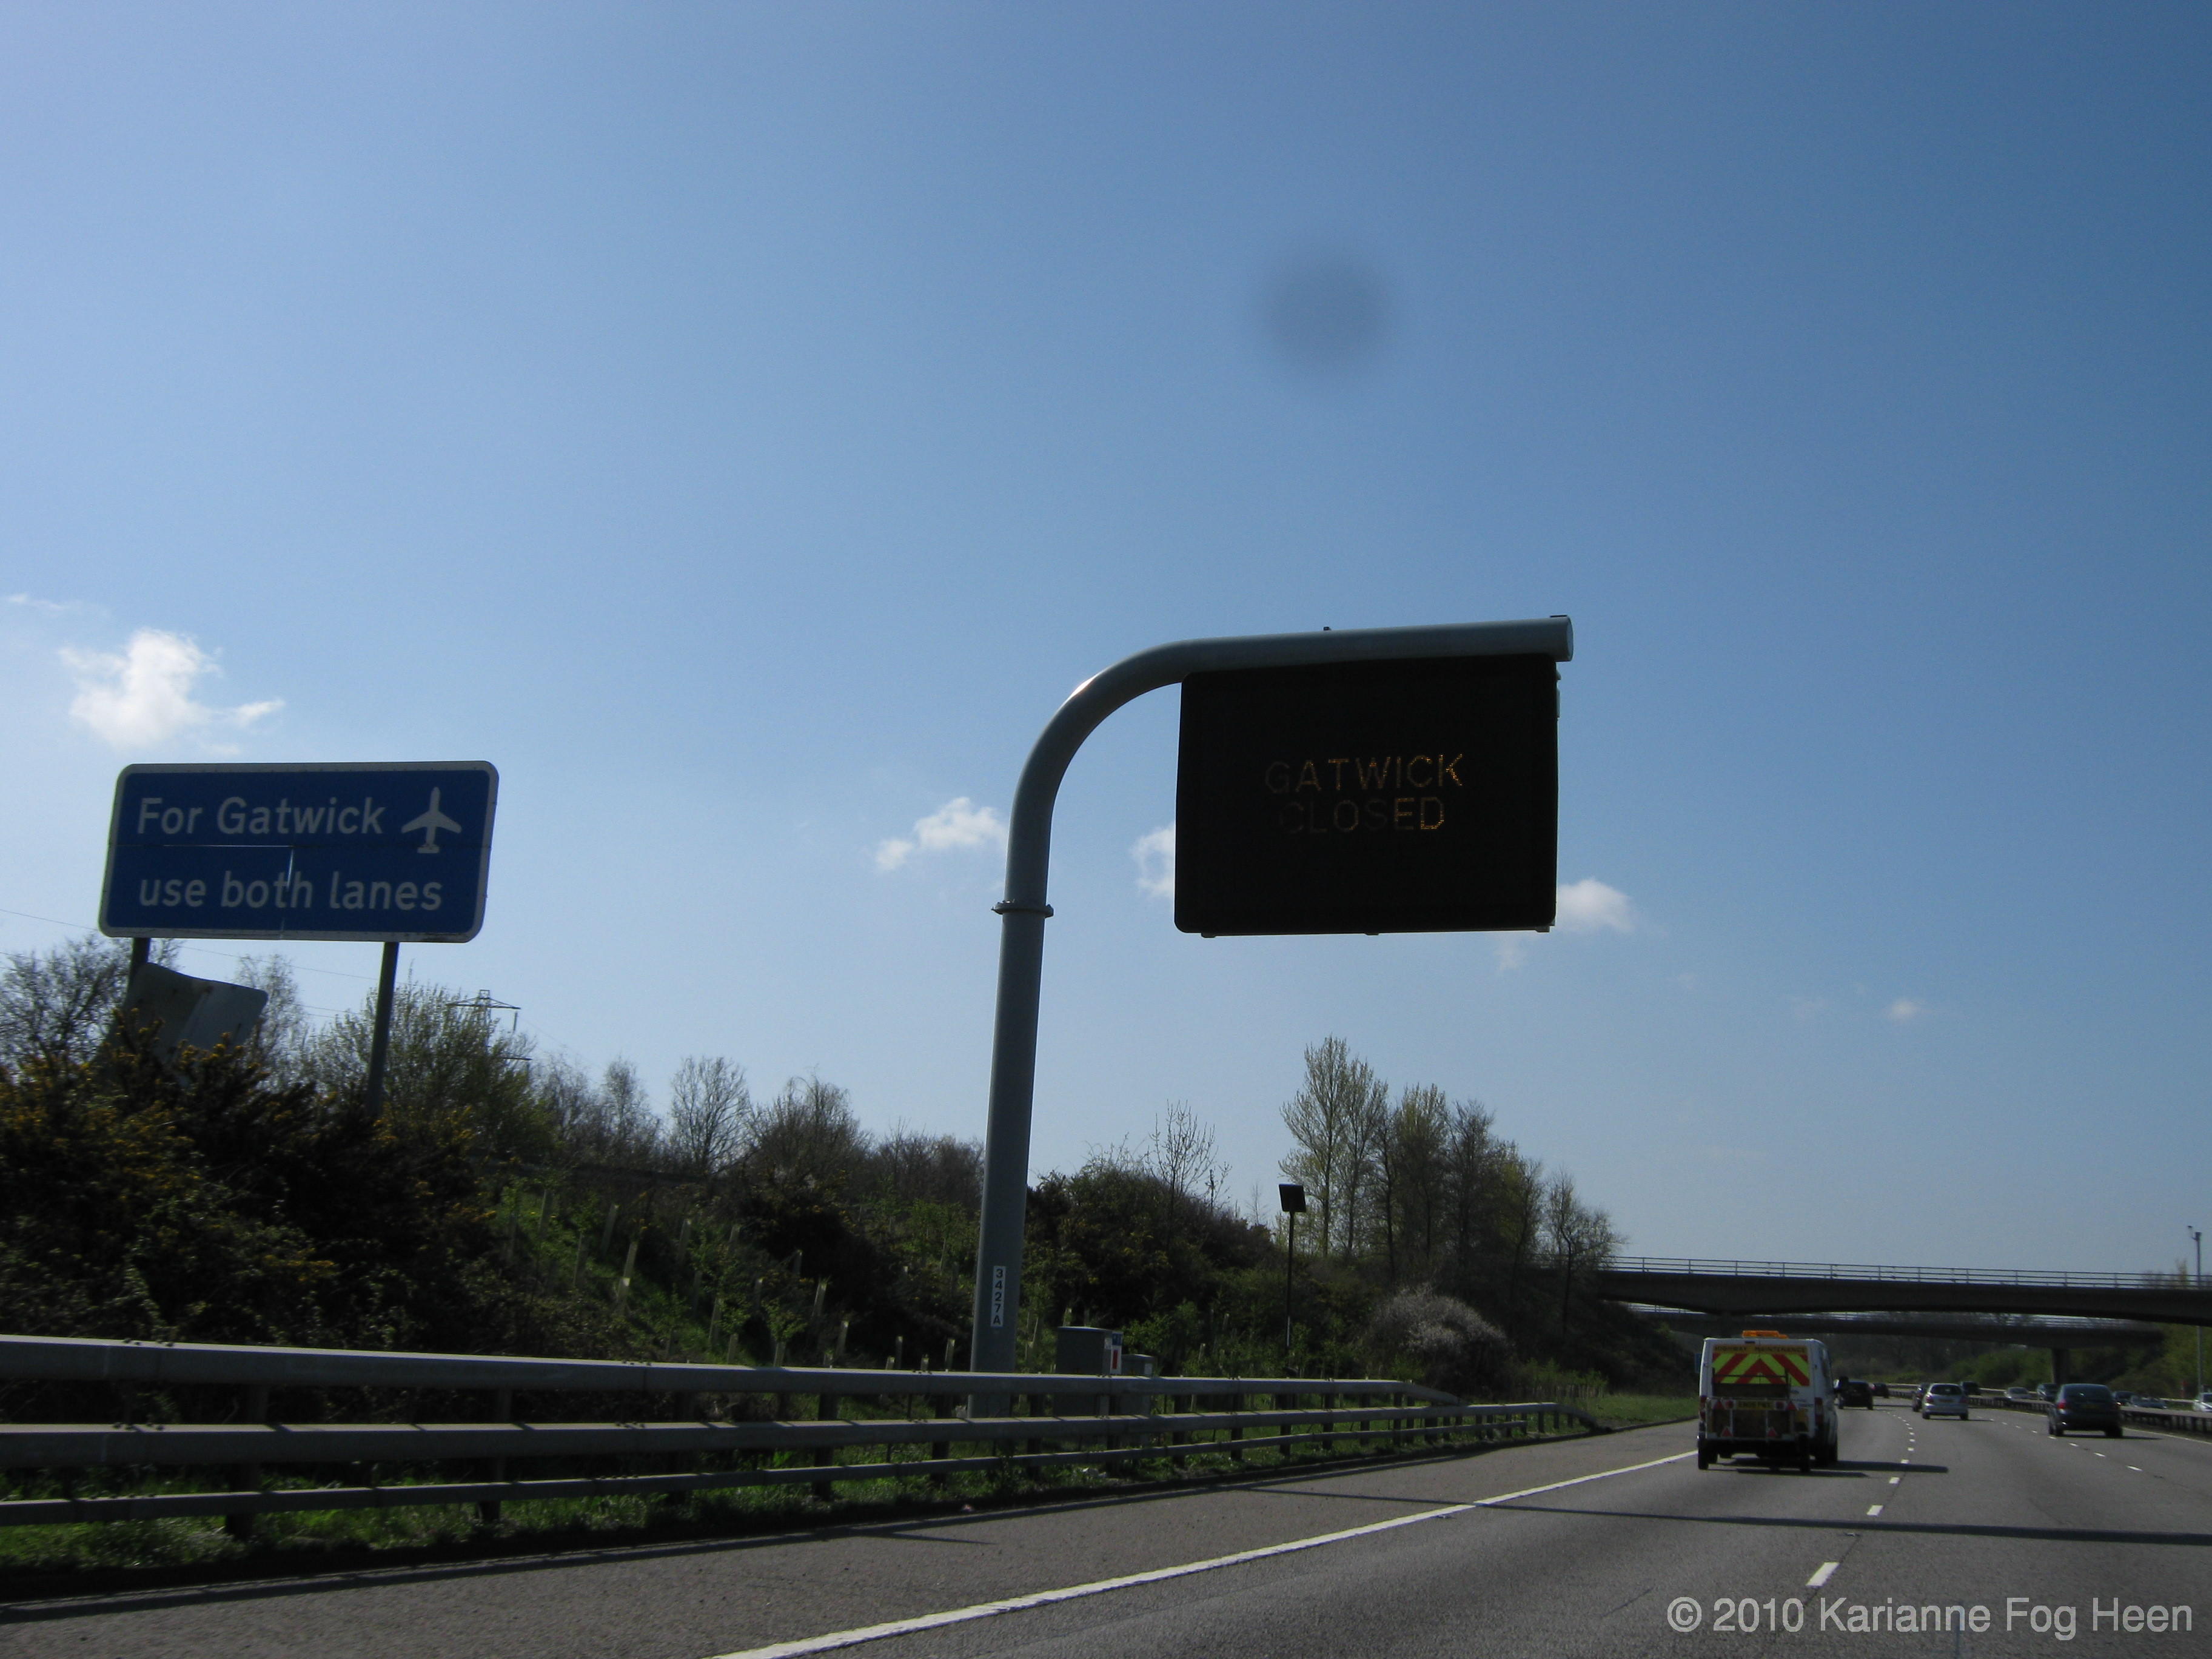 For Gatwick
use both lanes
GATWICK
CLOSED
3427A
© 2010 Karianne Fog Heen